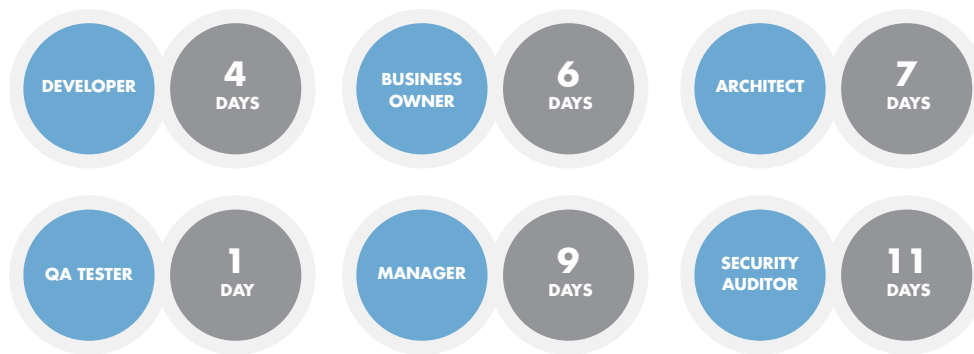 DEVELOPER
4
DAYS
BUSINESS
OWNER
6
DAYS
ARCHITECT
7
DAYS
QA TESTER
1
DAY
MANAGER
9
DAYS
SECURITY
AUDITOR
11
DAYS